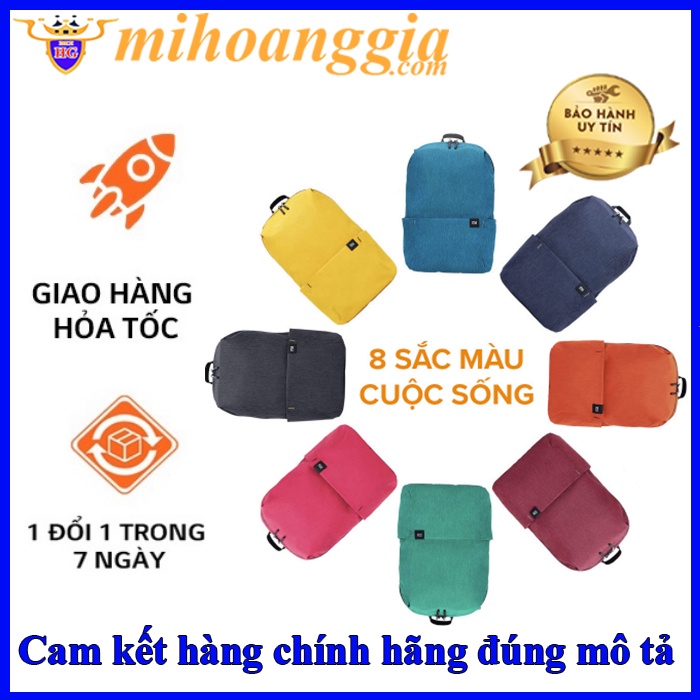 HG
mihoanggia
.com
BẢO HÀNH
UY TÍN
GIAO HÀNG
HỎA TỐC
8 SẮC MÀU
CUỘC SỐNG
1 ĐỔI 1 TRONG
7 NGÀY
Cam kết hàng chính hãng đúng mô tả